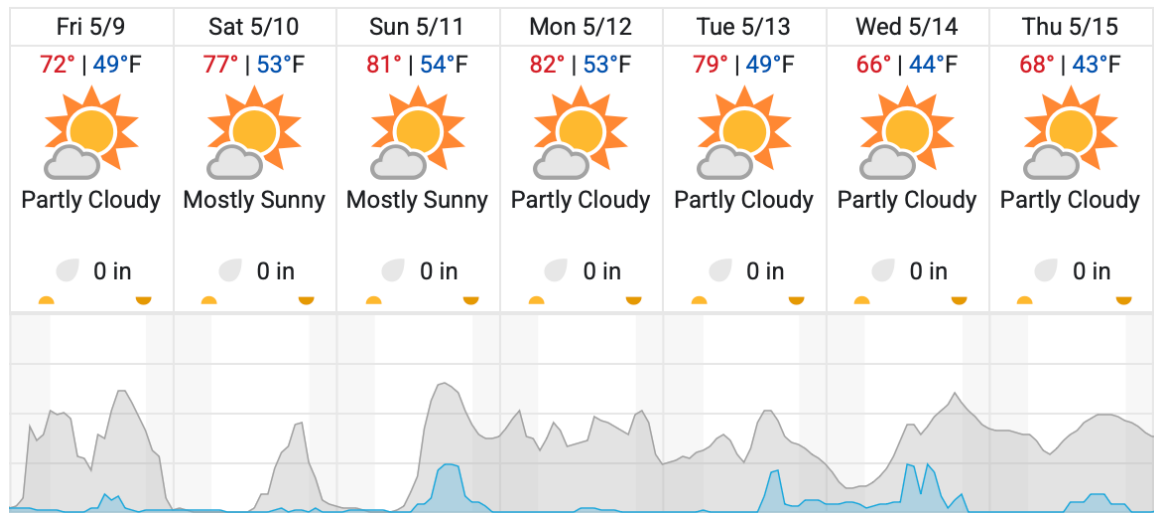 Fri 5/9 Sat 5/10 Sun 5/11 Mon 5/12 Tue 5/13 Wed 5/14 Thu 5/15
72° | 49°F 77° | 53°F 81° | 54°F 82° | 53°F 79° | 49°F 66° | 44°F 68° | 43°F
Partly Cloudy Mostly Sunny Mostly Sunny Partly Cloudy Partly Cloudy Partly Cloudy Partly Cloudy
0 in 0 in 0 in 0 in 0 in 0 in 0 in